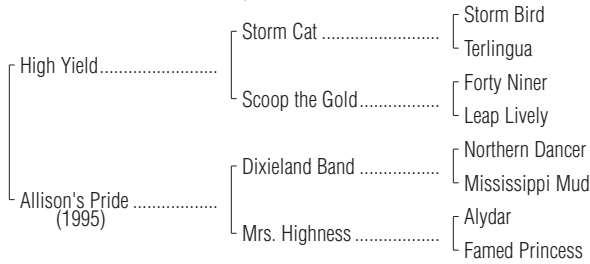 Storm Bird
Storm Cat ........................
Terlingua
High Yield........................
Forty Niner
Scoop the Gold................
Leap Lively
Northern Dancer
Dixieland Band ................
Mississippi Mud
Allison's Pride .................
(1995)
Alydar
Mrs. Highness .................
Famed Princess